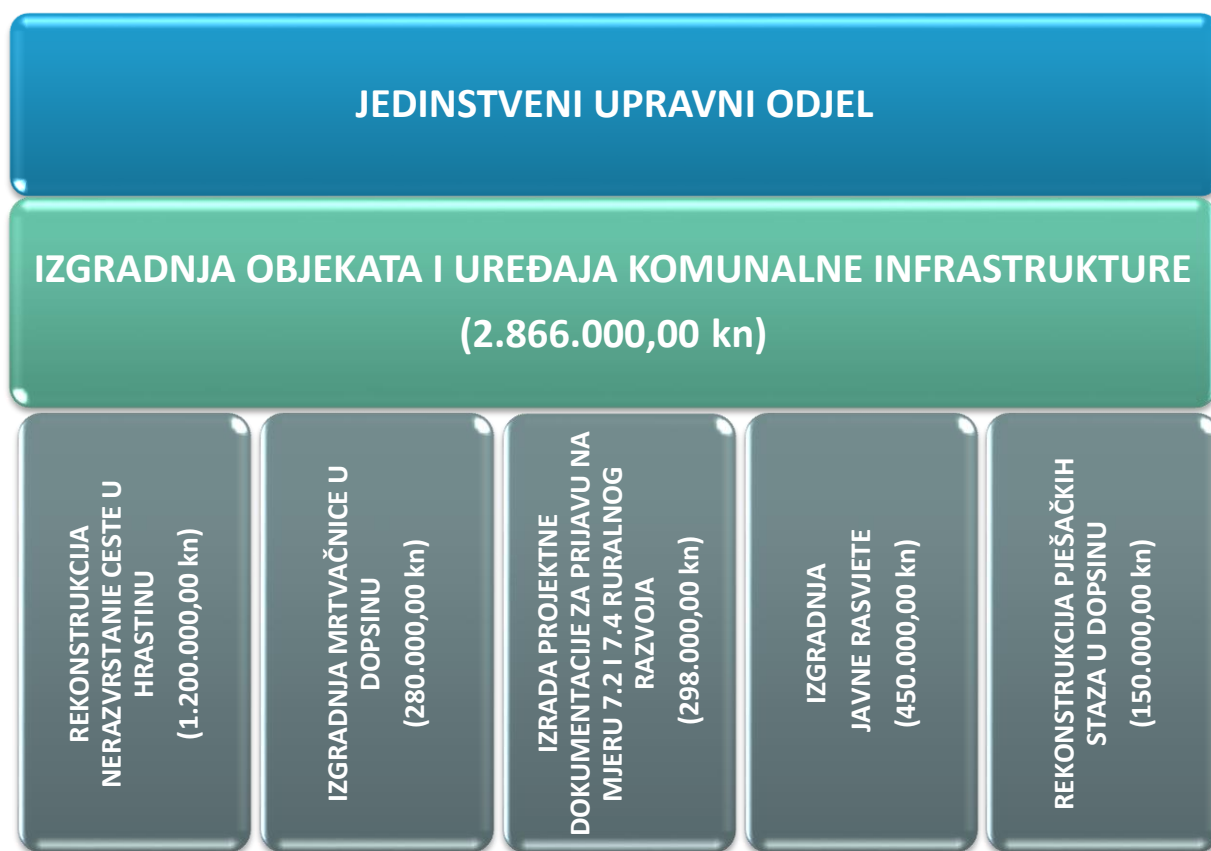 JEDINSTVENI UPRAVNI ODJEL
IZGRADNJA OBJEKATA I UREĐAJA KOMUNALNE INFRASTRUKTURE
(2.866.000,00 kn)
REKONSTRUKCIJA
NERAZVRSTANIE CESTE U
HRASTINU
(1.200.000,00 kn)
IZGRADNJA MRTVAČNICE U
DOPSINU
(280.000,00 kn)
IZRADA PROJEKTNE
DOKUMENTACIJE ZA PRIJAVU NA
MJERU 7.2 I 7.4 RURALNOG
RAZVOJA
(298.000,00 kn)
IZGRADNJA
JAVNE RASVJETE
(450.000,00 kn)
REKONSTRUKCIJA PJEŠAČKIH
STAZA U DOPSINU
(150.000,00 kn)